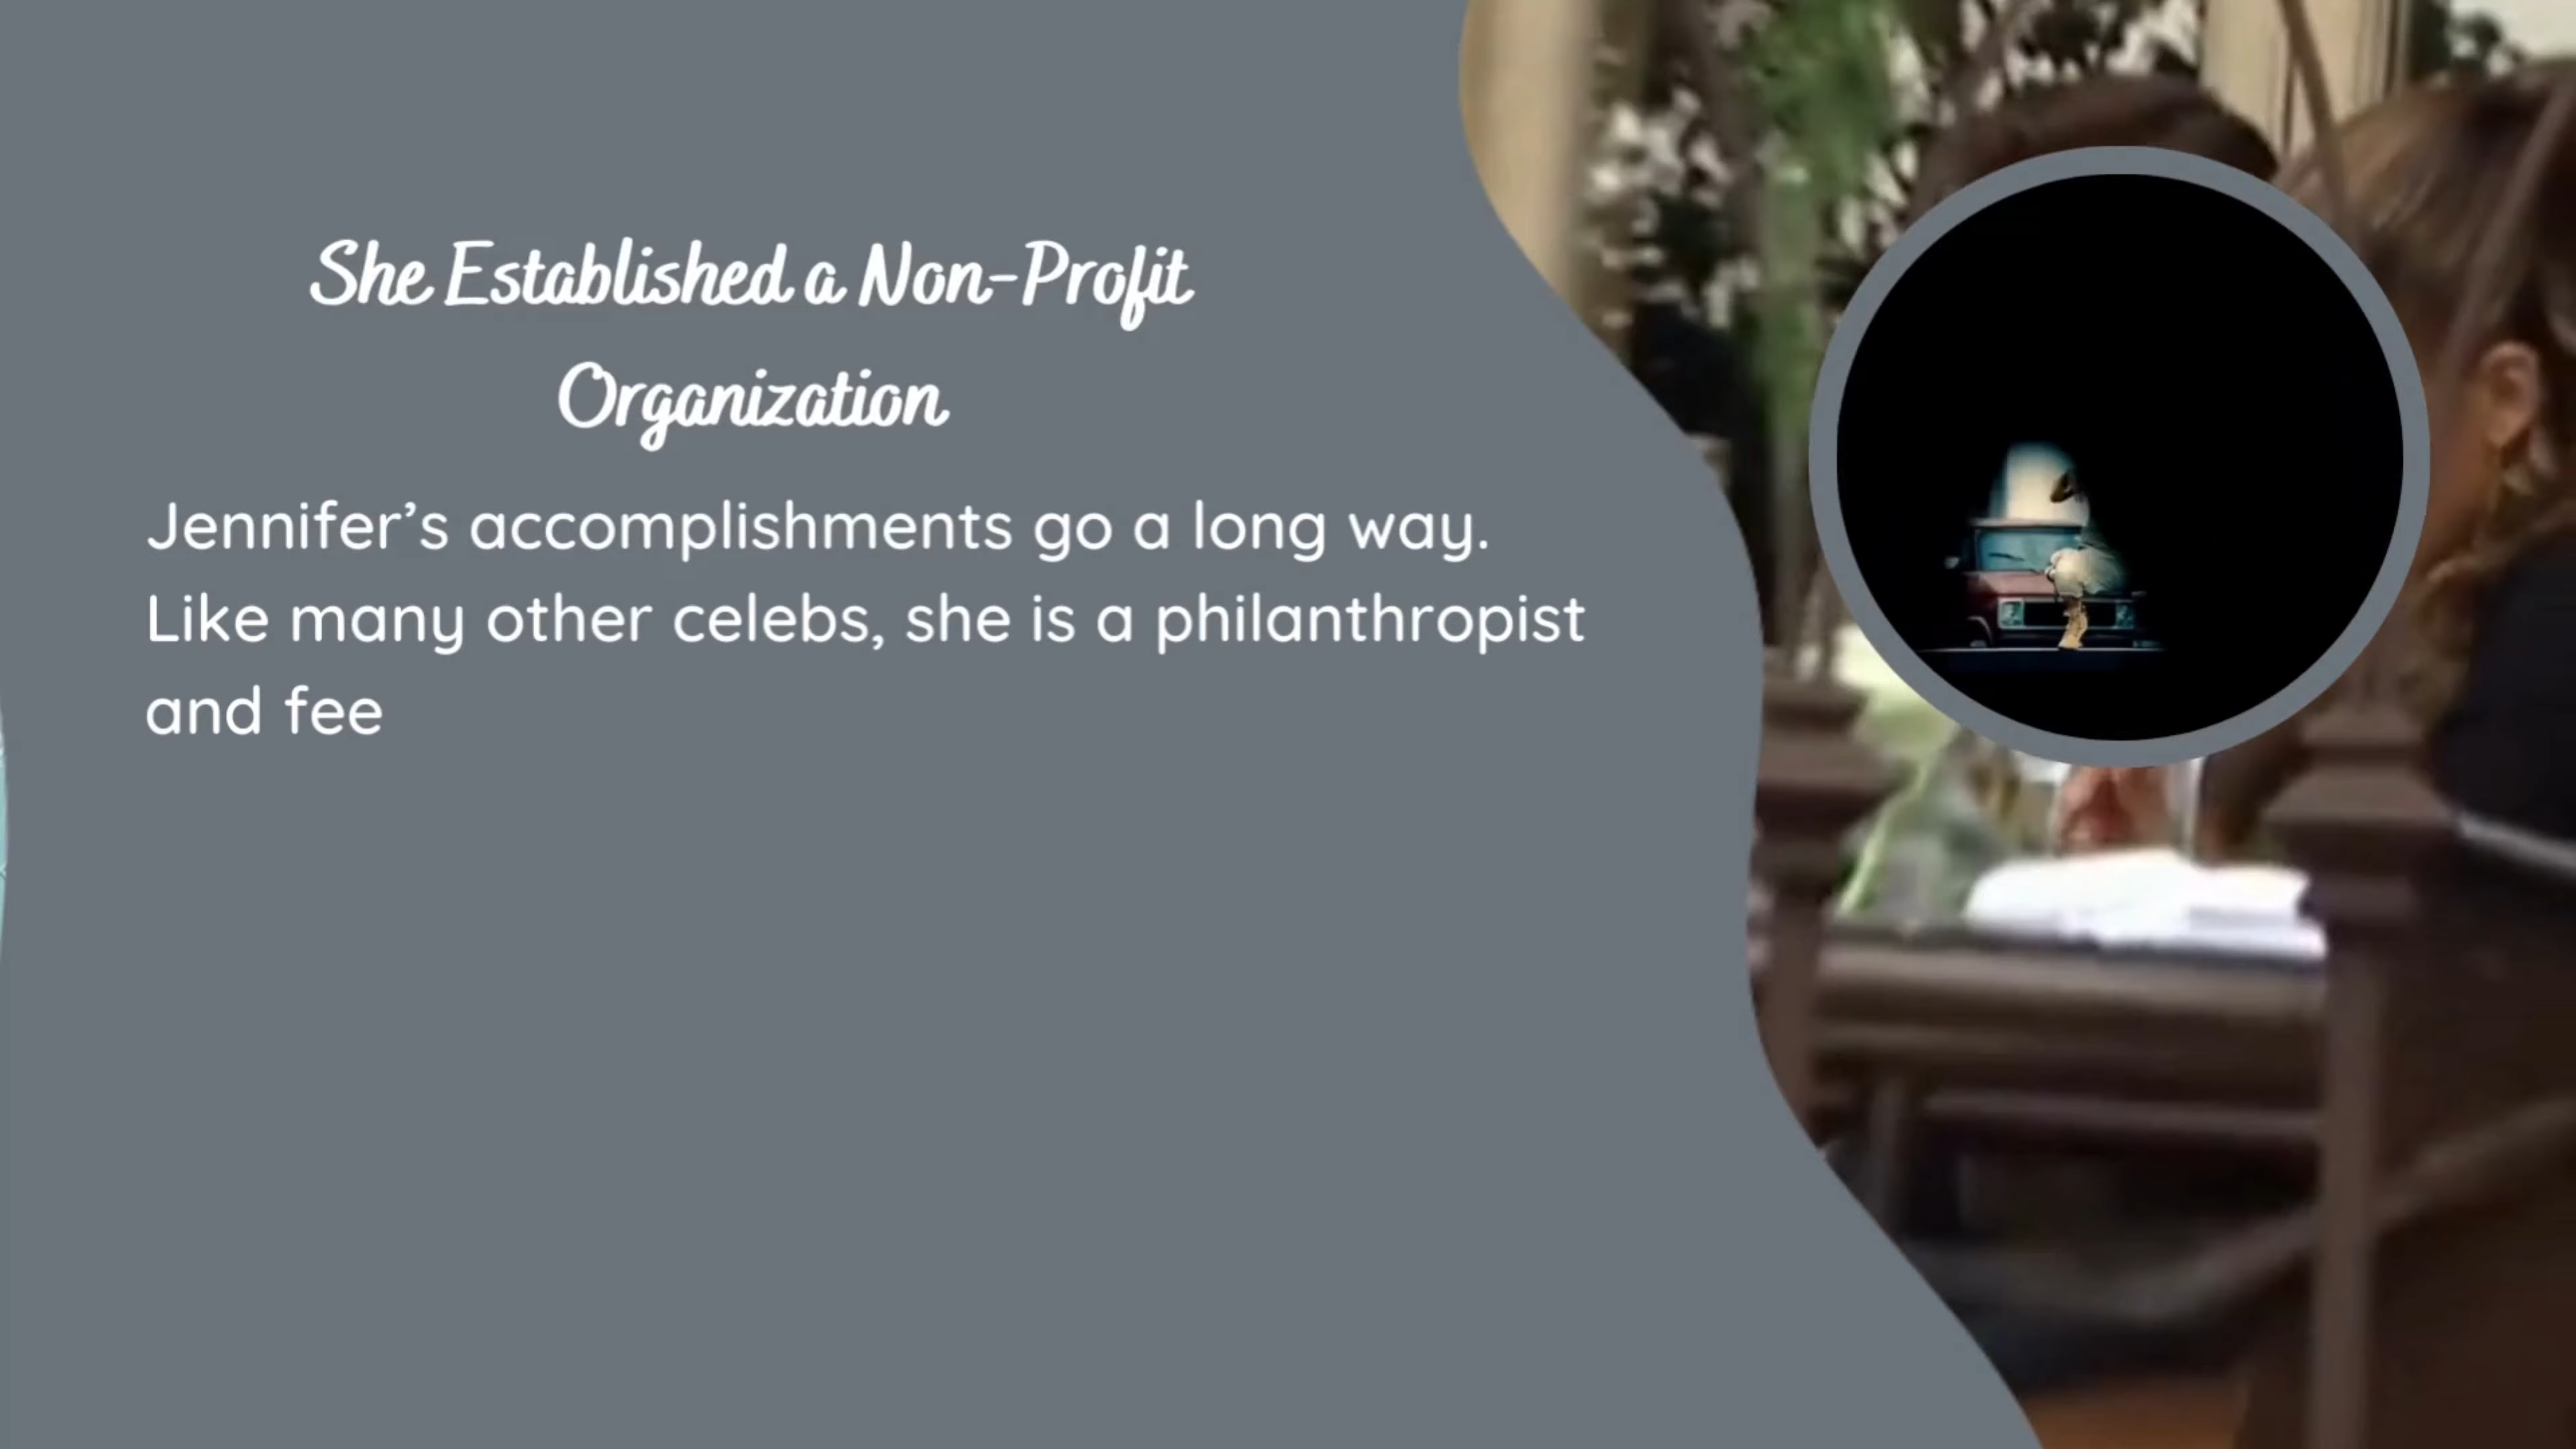 She Established a Non-Profit
Organization
Jennifer’s accomplishments go a long way.
Like many other celebs, she is a philanthropist
and fee